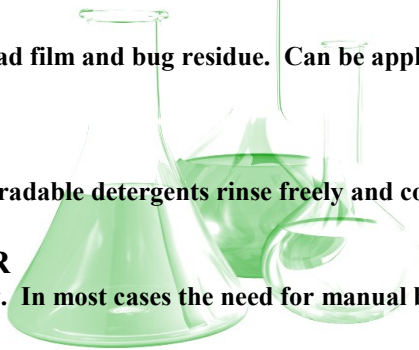 ad film and bug residue.  Can be appl
radable detergents rinse freely and co
R
.  In most cases the need for manual b